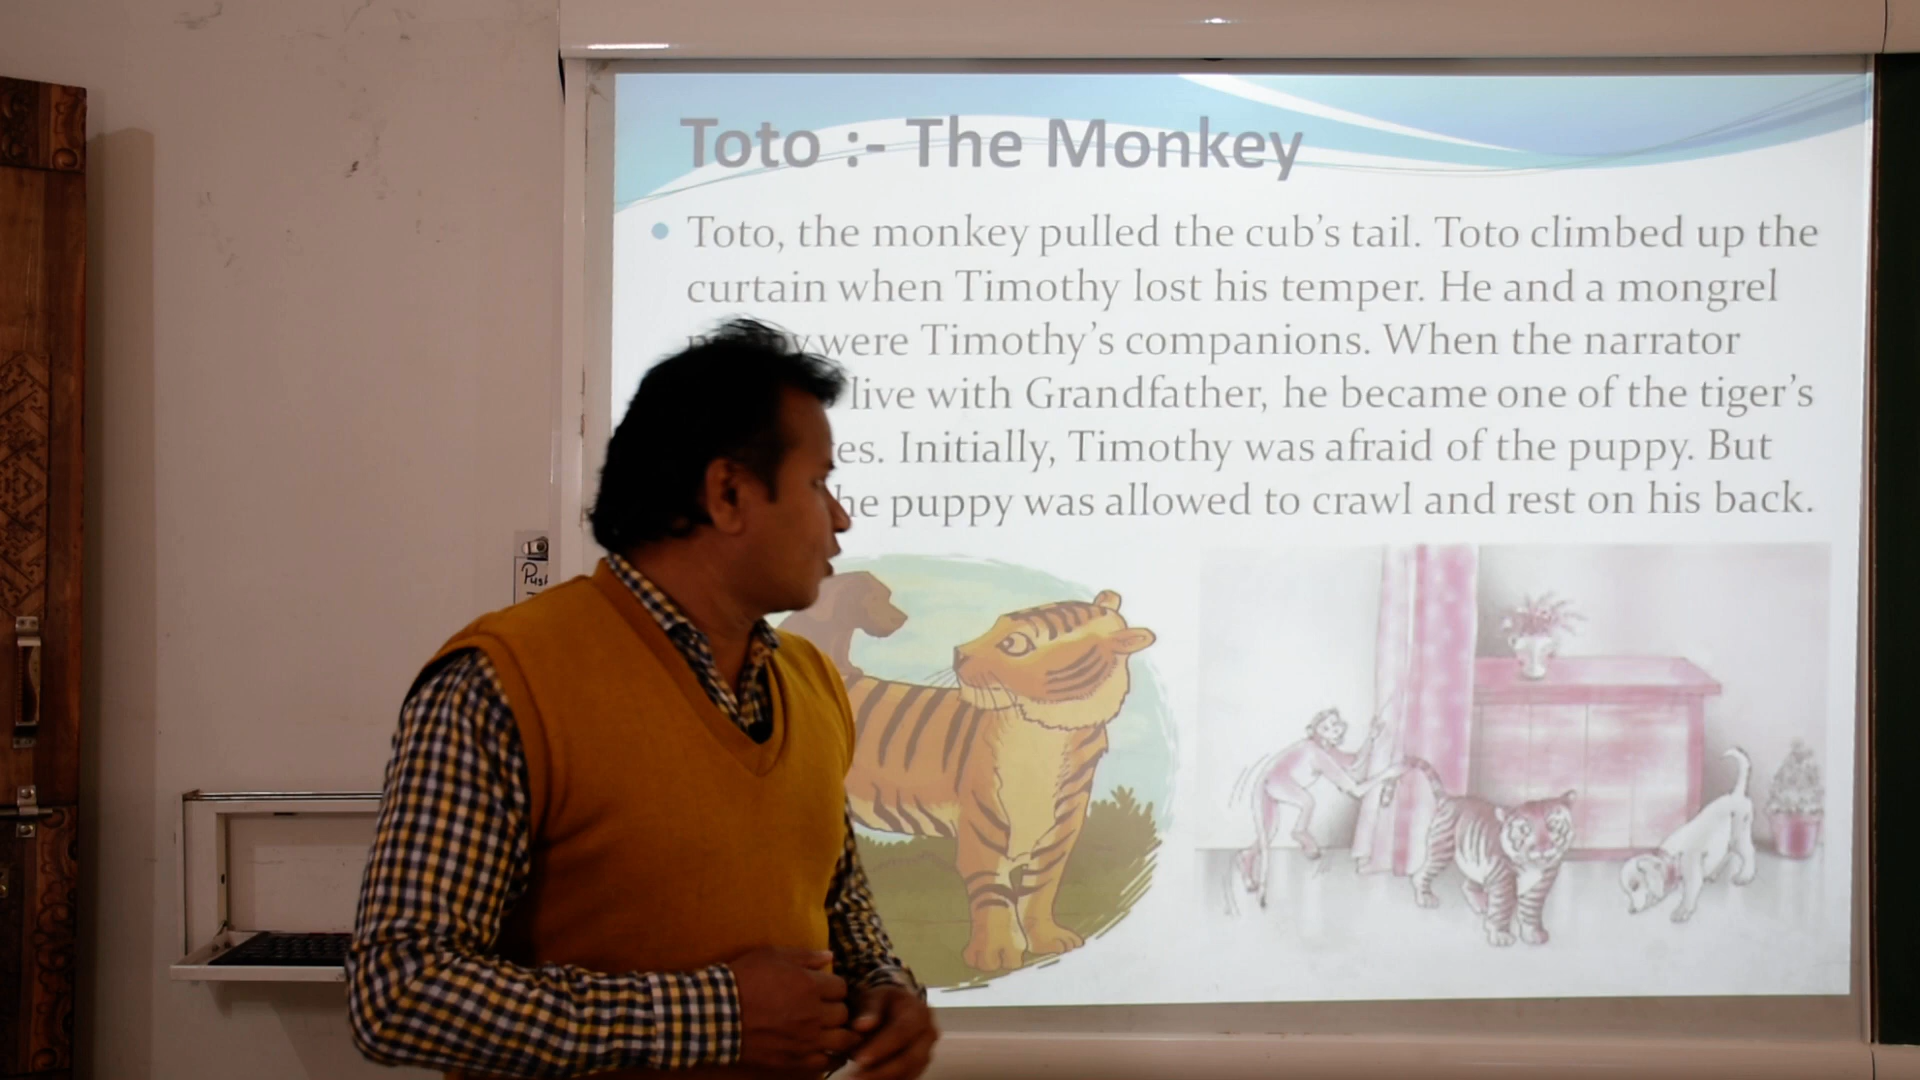 Toto :- The Monkey
• Toto, the monkey pulled the cub's tail. Toto climbed up the
curtain when Timothy lost his temper. He and a mongrel
were Timothy's companions. When the narrator
live with Grandfather, he became one of the tiger's
Initially, Timothy was afraid of the puppy. But
puppy was allowed to crawl and rest on his back.